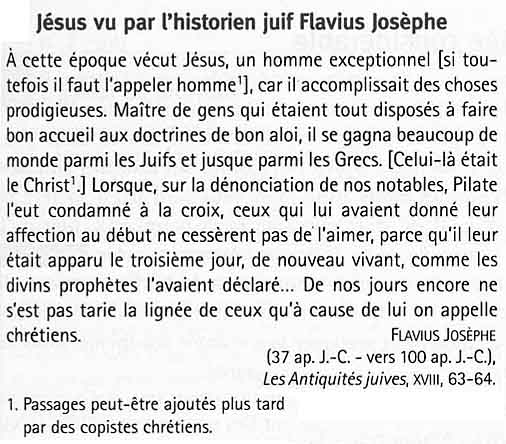 Jésus vu par l'historien juif Flavius Josèphe
À cette époque vécut Jésus, un homme exceptionnel [si tou-
tefois il faut l'appeler homme¹], car il accomplissait des choses
prodigieuses. Maître de gens qui étaient tout disposés à faire
bon accueil aux doctrines de bon aloi, il se gagna beaucoup de
monde parmi les Juifs et jusque parmi les Grecs. [Celui-là était
le Christ¹.] Lorsque, sur la dénonciation de nos notables, Pilate
l'eut condamné à la croix, ceux qui lui avaient donné leur
affection au début ne cessèrent pas de l'aimer, parce qu'il leur
était apparu le troisième jour, de nouveau vivant, comme les
divins prophètes l'avaient déclaré... De nos jours encore ne
s'est pas tarie la lignée de ceux qu'à cause de lui on appelle
chrétiens. FLAVIUS JOSÈPHE
(37 ap. J.-C. - vers 100 ap. J.-C.),
Les Antiquités juives, XVIII, 63-64.
1. Passages peut-être ajoutés plus tard
par des copistes chrétiens.